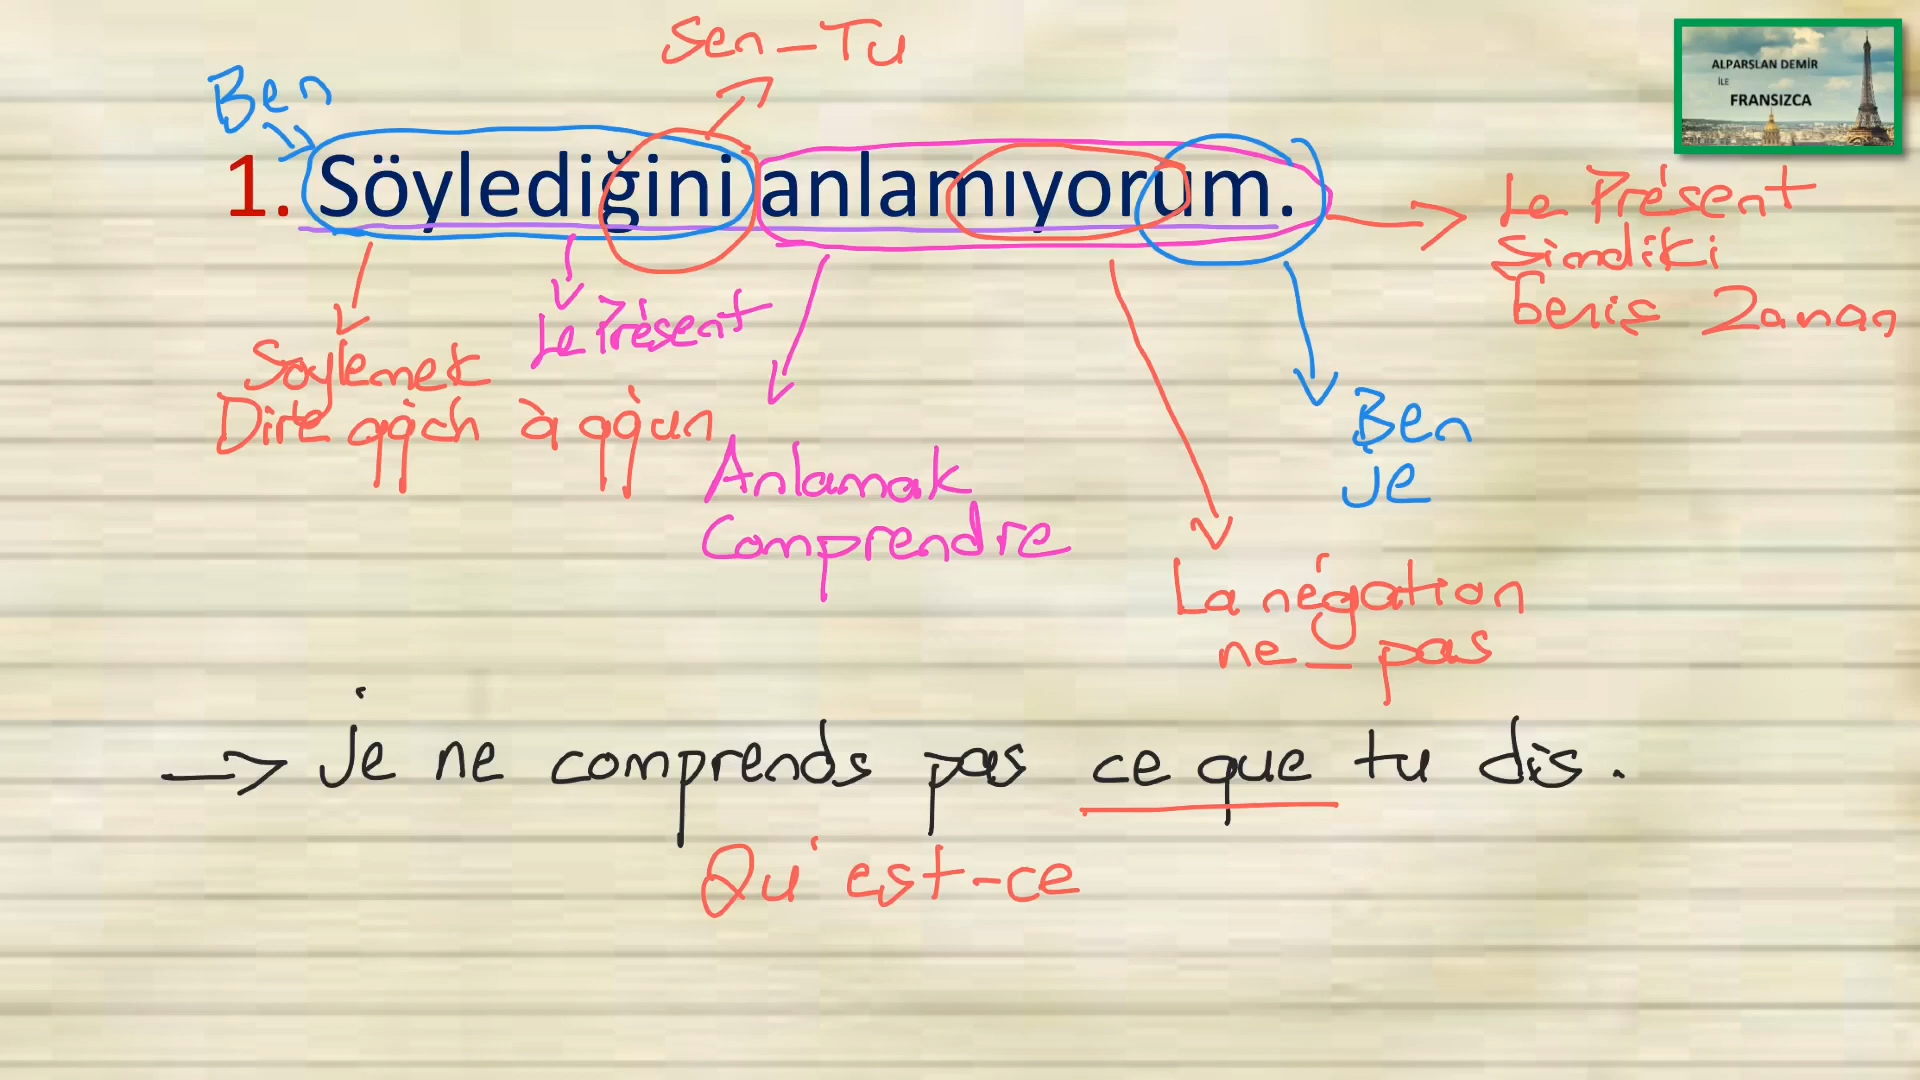 Sen - Tu
ALPARSLAN DEMİR
İLE
FRANSIZCA
Ben
1. Söylediğini anlamıyorum.
Le Présent
Şimdiki
Geniş Zaman
Le Présent
Söylemek
Dire qqch à qqun
Anlamak
Comprendre
Ben
je
La négation
ne _ pas
je ne comprends pas ce que tu dis.
Qu'est-ce